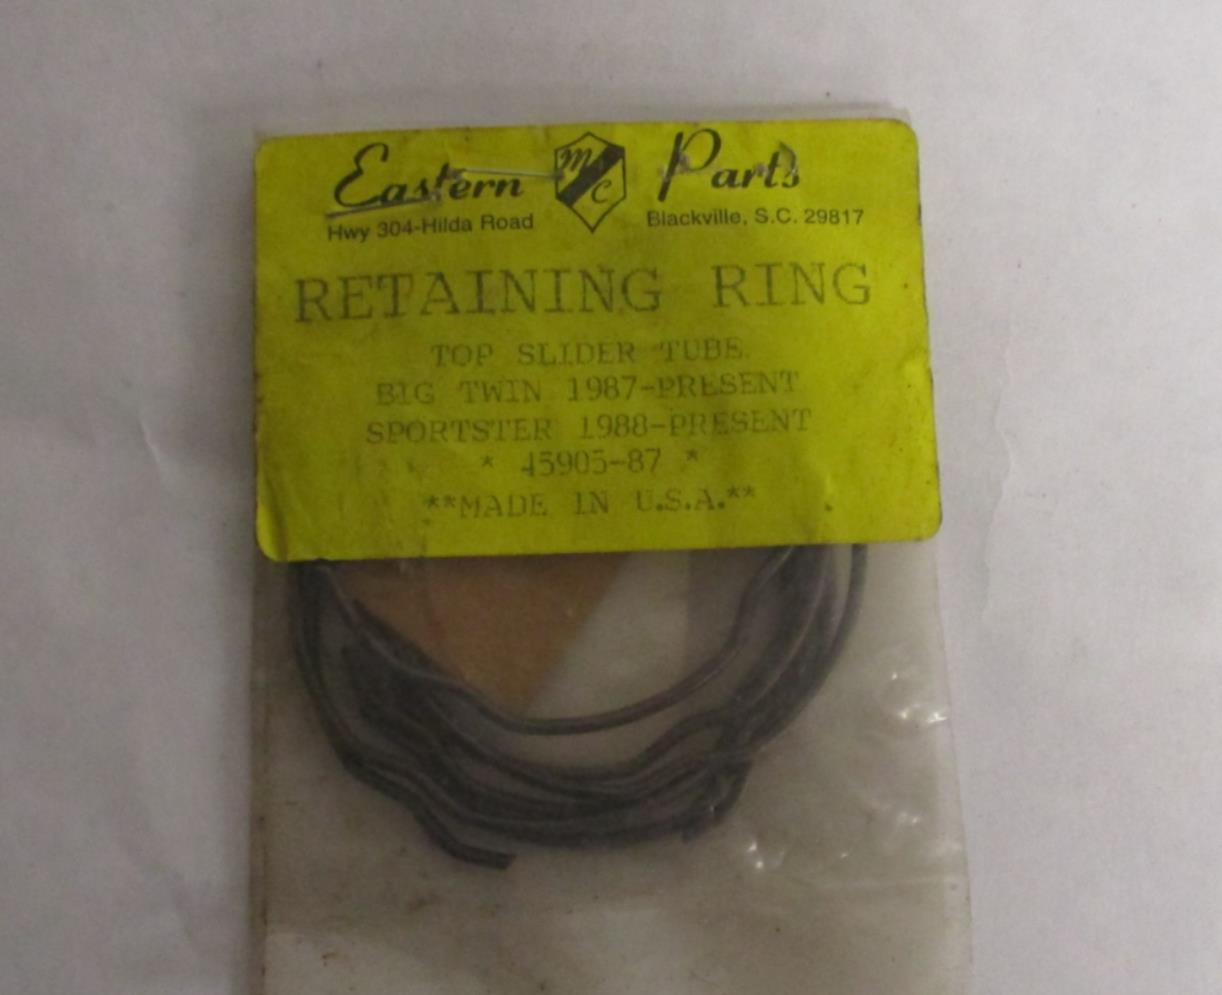 Eastern MC Parts
Hwy 304-Hilda Road Blackville, S.C. 29817
RETAINING RING
TOP SLIDER TUBE
BIG TWIN 1987-PRESENT
SPORTSTER 1988-PRESENT
* 45905-87 *
**MADE IN U.S.A.**